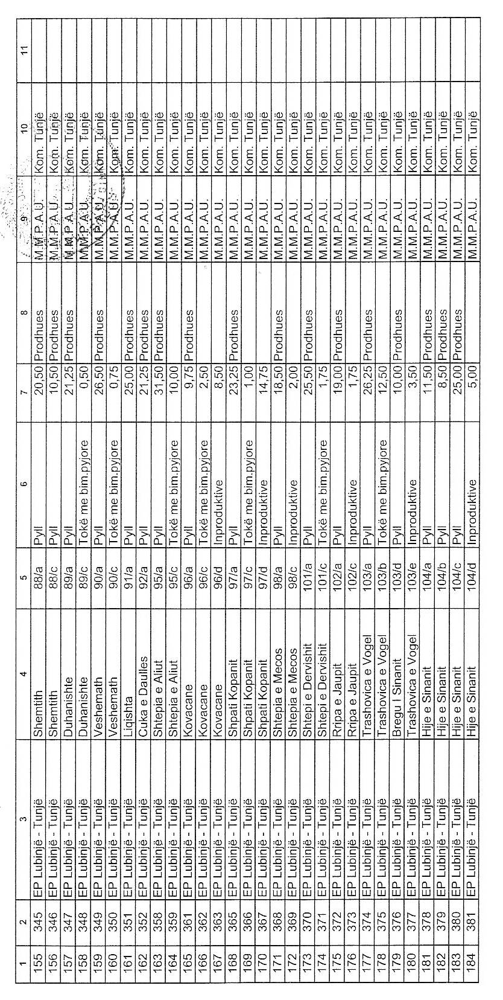 1 2 3 4 5 6 7 8 9 10 11
155 345 EP Lubinjë - Tunjë Shemtith 88/a Pyll 20,50 Prodhues M.M.P.A.U. Kom. Tunjë
156 346 EP Lubinjë - Tunjë Shemtith 88/c Pyll 10,50 Prodhues M.M.P.A.U. Kom. Tunjë
157 347 EP Lubinjë - Tunjë Duhanishte 89/a Pyll 21,25 Prodhues M.M.P.A.U. Kom. Tunjë
158 348 EP Lubinjë - Tunjë Duhanishte 89/c Tokë me bim.pyjore 0,50 M.M.P.A.U. Kom. Tunjë
159 349 EP Lubinjë - Tunjë Veshemath 90/a Pyll 26,50 Prodhues M.M.P.A.U. Kom. Tunjë
160 350 EP Lubinjë - Tunjë Veshemath 90/c Tokë me bim.pyjore 0,75 M.M.P.A.U. Kom. Tunjë
161 351 EP Lubinjë - Tunjë Liqishta 91/a Pyll 25,00 Prodhues M.M.P.A.U. Kom. Tunjë
162 352 EP Lubinjë - Tunjë Cuka e Daulles 92/a Pyll 21,25 Prodhues M.M.P.A.U. Kom. Tunjë
163 358 EP Lubinjë - Tunjë Shtepia e Aliut 95/a Pyll 31,50 Prodhues M.M.P.A.U. Kom. Tunjë
164 359 EP Lubinjë - Tunjë Shtepia e Aliut 95/c Tokë me bim.pyjore 10,00 M.M.P.A.U. Kom. Tunjë
165 361 EP Lubinjë - Tunjë Kovacane 96/a Pyll 9,75 Prodhues M.M.P.A.U. Kom. Tunjë
166 362 EP Lubinjë - Tunjë Kovacane 96/c Tokë me bim.pyjore 2,50 M.M.P.A.U. Kom. Tunjë
167 363 EP Lubinjë - Tunjë Kovacane 96/d Inproduktive 8,50 M.M.P.A.U. Kom. Tunjë
168 365 EP Lubinjë - Tunjë Shpati Kopanit 97/a Pyll 23,25 Prodhues M.M.P.A.U. Kom. Tunjë
169 366 EP Lubinjë - Tunjë Shpati Kopanit 97/c Tokë me bim.pyjore 1,00 M.M.P.A.U. Kom. Tunjë
170 367 EP Lubinjë - Tunjë Shpati Kopanit 97/d Inproduktive 14,75 M.M.P.A.U. Kom. Tunjë
171 368 EP Lubinjë - Tunjë Shtepia e Mecos 98/a Pyll 18,50 Prodhues M.M.P.A.U. Kom. Tunjë
172 369 EP Lubinjë - Tunjë Shtepia e Mecos 98/c Inproduktive 2,00 M.M.P.A.U. Kom. Tunjë
173 370 EP Lubinjë - Tunjë Shtepi e Dervishit 101/a Pyll 25,50 Prodhues M.M.P.A.U. Kom. Tunjë
174 371 EP Lubinjë - Tunjë Shtepi e Dervishit 101/c Tokë me bim.pyjore 1,75 M.M.P.A.U. Kom. Tunjë
175 372 EP Lubinjë - Tunjë Rripa e Jaupit 102/a Pyll 19,00 Prodhues M.M.P.A.U. Kom. Tunjë
176 373 EP Lubinjë - Tunjë Rripa e Jaupit 102/c Inproduktive 1,75 M.M.P.A.U. Kom. Tunjë
177 374 EP Lubinjë - Tunjë Trashovica e Vogel 103/a Pyll 26,25 Prodhues M.M.P.A.U. Kom. Tunjë
178 375 EP Lubinjë - Tunjë Trashovica e Vogel 103/b Tokë me bim.pyjore 12,50 M.M.P.A.U. Kom. Tunjë
179 376 EP Lubinjë - Tunjë Bregu I Sinanit 103/d Pyll 10,00 Prodhues M.M.P.A.U. Kom. Tunjë
180 377 EP Lubinjë - Tunjë Trashovica e Vogel 103/e Inproduktive 3,50 M.M.P.A.U. Kom. Tunjë
181 378 EP Lubinjë - Tunjë Hije e Sinanit 104/a Pyll 11,50 Prodhues M.M.P.A.U. Kom. Tunjë
182 379 EP Lubinjë - Tunjë Hije e Sinanit 104/b Pyll 8,50 Prodhues M.M.P.A.U. Kom. Tunjë
183 380 EP Lubinjë - Tunjë Hije e Sinanit 104/c Pyll 25,00 Prodhues M.M.P.A.U. Kom. Tunjë
184 381 EP Lubinjë - Tunjë Hije e Sinanit 104/d Inproduktive 5,00 M.M.P.A.U. Kom. Tunjë